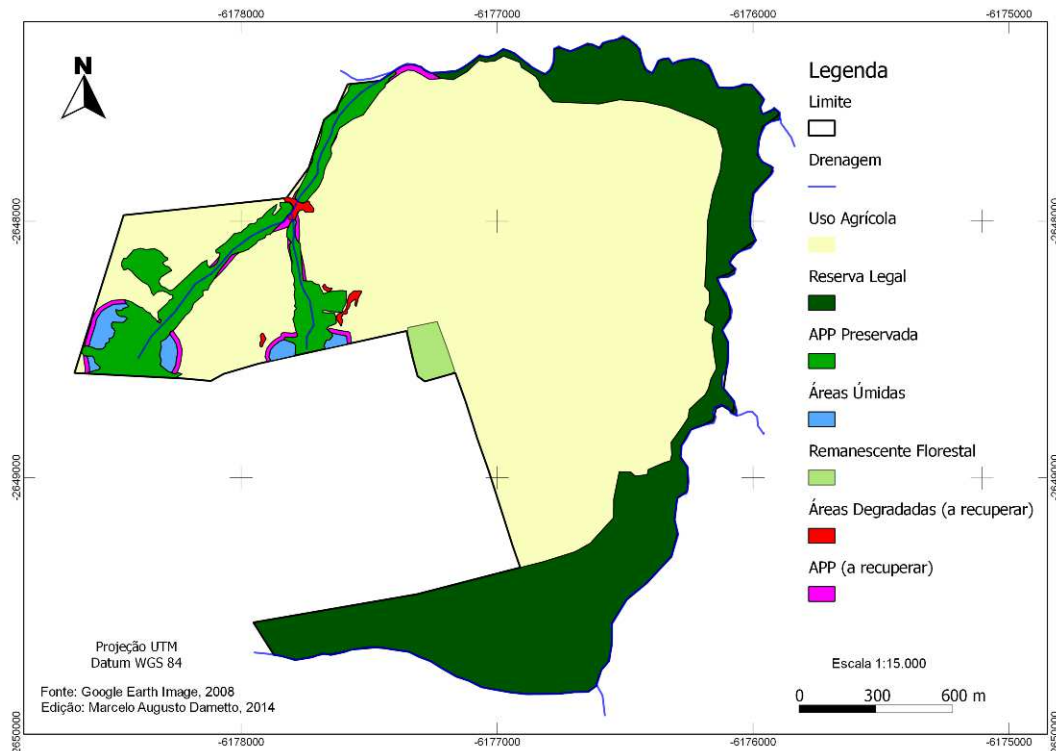 -6178000
-6177000
-6176000
-6175000
N
Legenda
Limite
Drenagem
Uso Agrícola
Reserva Legal
APP Preservada
Áreas Úmidas
Remanescente Florestal
Áreas Degradadas (a recuperar)
APP (a recuperar)
-2648000
-2649000
-2650000
-2648000
-2649000
-2650000
Projeção UTM
Datum WGS 84
Fonte: Google Earth Image, 2008
Edição: Marcelo Augusto Dametto, 2014
Escala 1:15.000
0 300 600 m
-6178000
-6177000
-6176000
-6175000